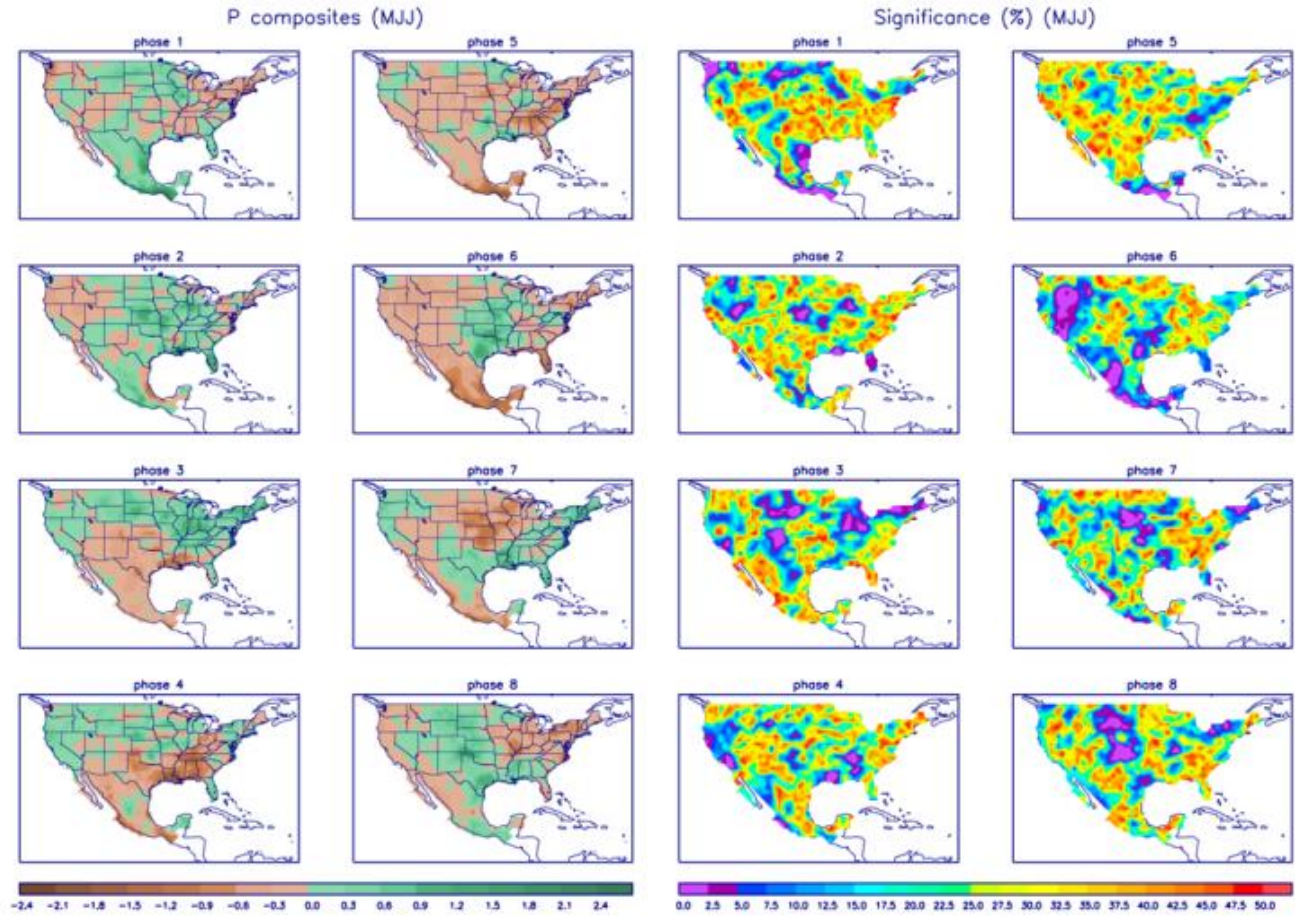 P composites (MJJ) Significance (%) (MJJ)
phase 1 phase 5 phase 1 phase 5
phase 2 phase 6 phase 2 phase 6
phase 3 phase 7 phase 3 phase 7
phase 4 phase 8 phase 4 phase 8
-2.4 -2.1 -1.8 -1.5 -1.2 -0.9 -0.6 -0.3 0.0 0.3 0.6 0.9 1.2 1.5 1.8 2.1 2.4 0.0 2.5 5.0 7.5 10.0 12.5 15.0 17.5 20.0 22.5 25.0 27.5 30.0 32.5 35.0 37.5 40.0 42.5 45.0 47.5 50.0